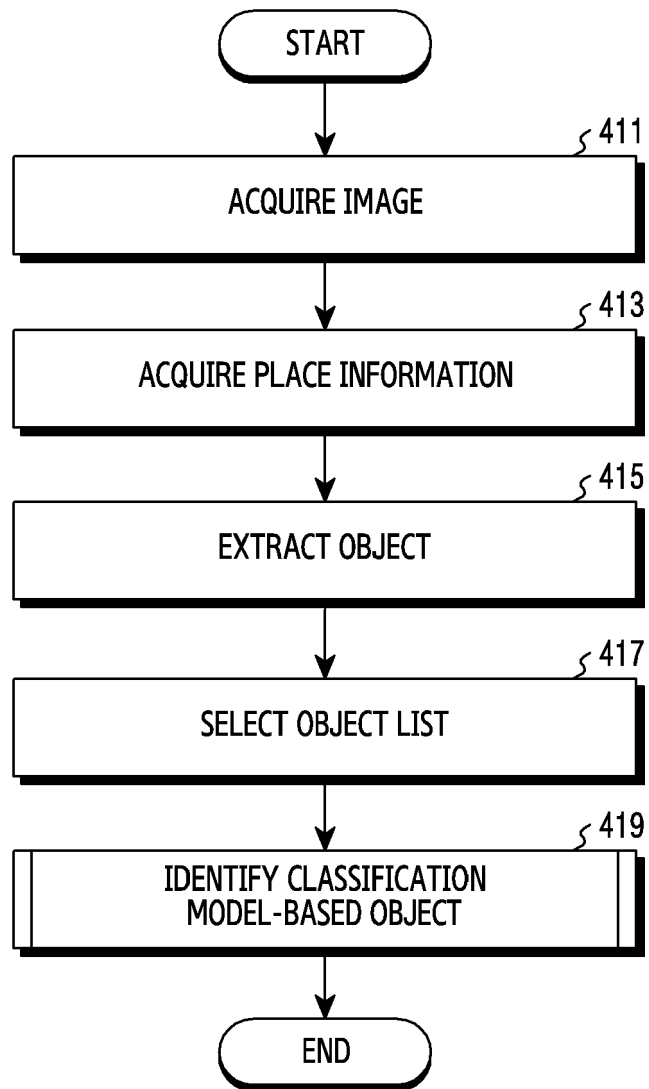 START
411
ACQUIRE IMAGE
413
ACQUIRE PLACE INFORMATION
415
EXTRACT OBJECT
417
SELECT OBJECT LIST
419
IDENTIFY CLASSIFICATION
MODEL-BASED OBJECT
END